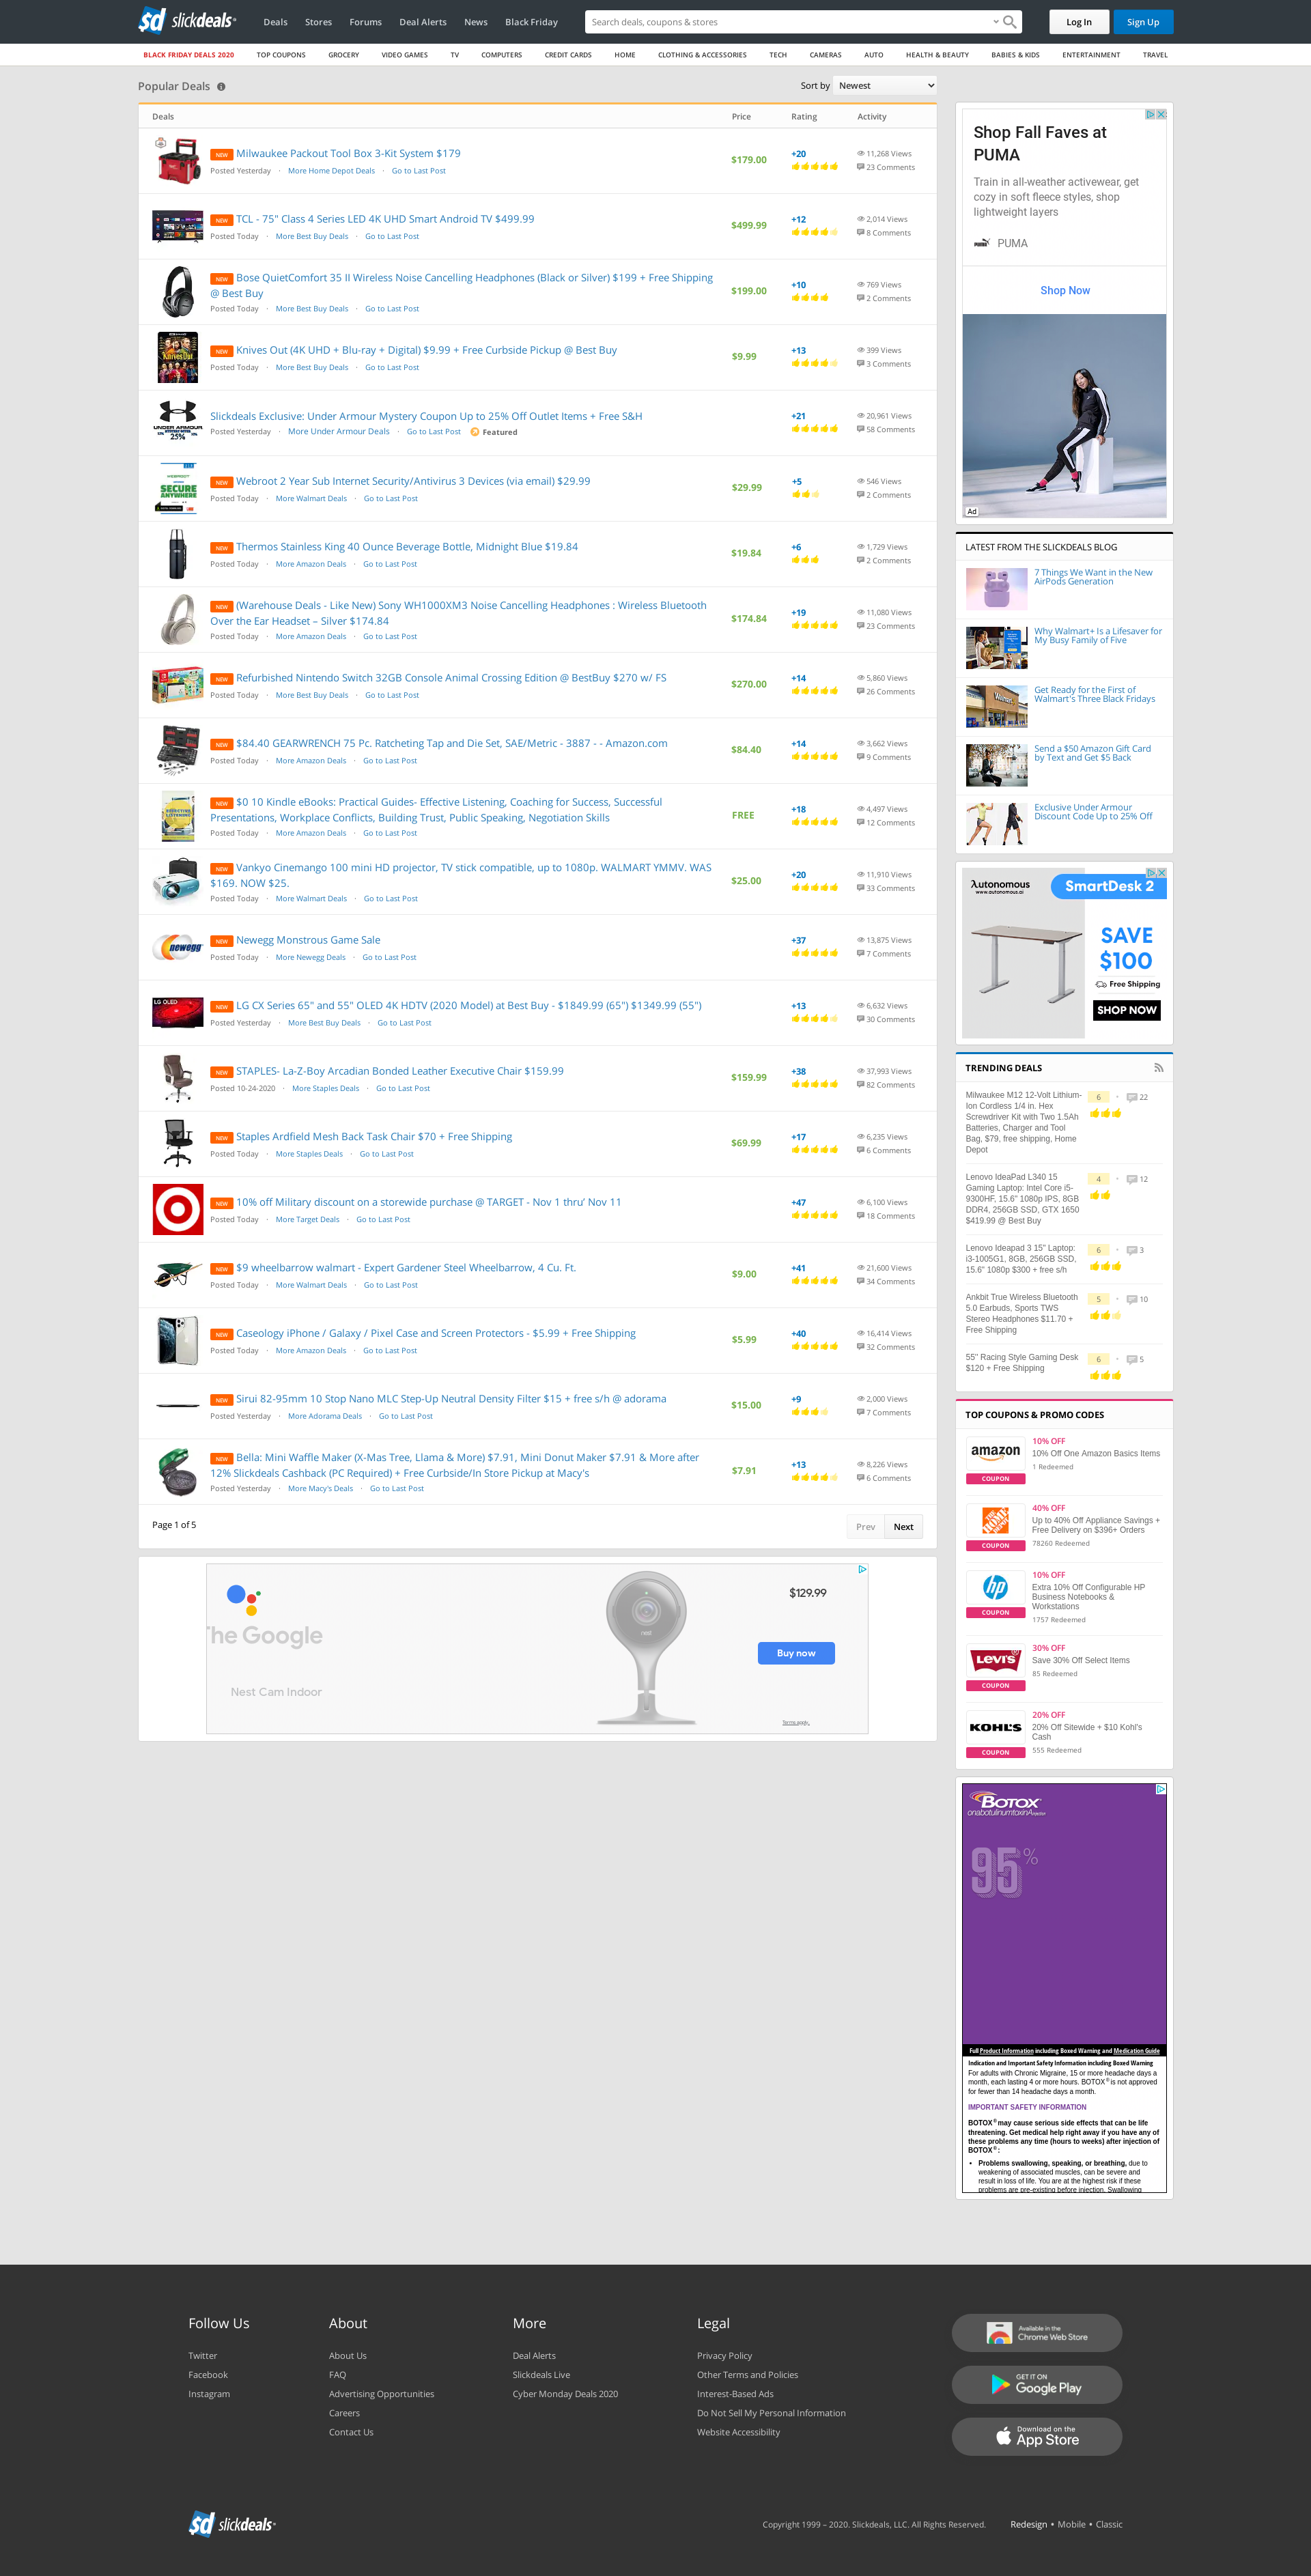 slickdeals
Deals Stores Forums Deal Alerts News Black Friday
Search deals, coupons & stores
Log In Sign Up
BLACK FRIDAY DEALS 2020 TOP COUPONS GROCERY VIDEO GAMES TV COMPUTERS CREDIT CARDS HOME CLOTHING & ACCESSORIES TECH CAMERAS AUTO HEALTH & BEAUTY BABIES & KIDS ENTERTAINMENT TRAVEL
Popular Deals
Sort by Newest
Deals Price Rating Activity
NEW Milwaukee Packout Tool Box 3-Kit System $179
Posted Yesterday · More Home Depot Deals · Go to Last Post
$179.00 +20 11,268 Views
23 Comments
NEW TCL - 75" Class 4 Series LED 4K UHD Smart Android TV $499.99
Posted Today · More Best Buy Deals · Go to Last Post
$499.99 +12 2,014 Views
8 Comments
NEW Bose QuietComfort 35 II Wireless Noise Cancelling Headphones (Black or Silver) $199 + Free Shipping
@ Best Buy
Posted Today · More Best Buy Deals · Go to Last Post
$199.00 +10 769 Views
2 Comments
NEW Knives Out (4K UHD + Blu-ray + Digital) $9.99 + Free Curbside Pickup @ Best Buy
Posted Today · More Best Buy Deals · Go to Last Post
$9.99 +13 399 Views
3 Comments
UNDER ARMOUR
25%
Slickdeals Exclusive: Under Armour Mystery Coupon Up to 25% Off Outlet Items + Free S&H
Posted Yesterday · More Under Armour Deals · Go to Last Post Featured
+21 20,961 Views
58 Comments
SECURE
ANYWHERE
NEW Webroot 2 Year Sub Internet Security/Antivirus 3 Devices (via email) $29.99
Posted Today · More Walmart Deals · Go to Last Post
$29.99 +5 546 Views
2 Comments
NEW Thermos Stainless King 40 Ounce Beverage Bottle, Midnight Blue $19.84
Posted Today · More Amazon Deals · Go to Last Post
$19.84 +6 1,729 Views
2 Comments
NEW (Warehouse Deals - Like New) Sony WH1000XM3 Noise Cancelling Headphones : Wireless Bluetooth
Over the Ear Headset – Silver $174.84
Posted Today · More Amazon Deals · Go to Last Post
$174.84 +19 11,080 Views
23 Comments
NEW Refurbished Nintendo Switch 32GB Console Animal Crossing Edition @ BestBuy $270 w/ FS
Posted Today · More Best Buy Deals · Go to Last Post
$270.00 +14 5,860 Views
26 Comments
NEW $84.40 GEARWRENCH 75 Pc. Ratcheting Tap and Die Set, SAE/Metric - 3887 - - Amazon.com
Posted Today · More Amazon Deals · Go to Last Post
$84.40 +14 3,662 Views
9 Comments
NEW $0 10 Kindle eBooks: Practical Guides- Effective Listening, Coaching for Success, Successful
Presentations, Workplace Conflicts, Building Trust, Public Speaking, Negotiation Skills
Posted Today · More Amazon Deals · Go to Last Post
FREE +18 4,497 Views
12 Comments
NEW Vankyo Cinemango 100 mini HD projector, TV stick compatible, up to 1080p. WALMART YMMV. WAS
$169. NOW $25.
Posted Today · More Walmart Deals · Go to Last Post
$25.00 +20 11,910 Views
33 Comments
newegg
NEW Newegg Monstrous Game Sale
Posted Today · More Newegg Deals · Go to Last Post
+37 13,875 Views
7 Comments
LG OLED
NEW LG CX Series 65" and 55" OLED 4K HDTV (2020 Model) at Best Buy - $1849.99 (65") $1349.99 (55")
Posted Yesterday · More Best Buy Deals · Go to Last Post
+13 6,632 Views
30 Comments
NEW STAPLES- La-Z-Boy Arcadian Bonded Leather Executive Chair $159.99
Posted 10-24-2020 · More Staples Deals · Go to Last Post
$159.99 +38 37,993 Views
82 Comments
NEW Staples Ardfield Mesh Back Task Chair $70 + Free Shipping
Posted Today · More Staples Deals · Go to Last Post
$69.99 +17 6,235 Views
6 Comments
NEW 10% off Military discount on a storewide purchase @ TARGET - Nov 1 thru' Nov 11
Posted Today · More Target Deals · Go to Last Post
+47 6,100 Views
18 Comments
NEW $9 wheelbarrow walmart - Expert Gardener Steel Wheelbarrow, 4 Cu. Ft.
Posted Today · More Walmart Deals · Go to Last Post
$9.00 +41 21,600 Views
34 Comments
NEW Caseology iPhone / Galaxy / Pixel Case and Screen Protectors - $5.99 + Free Shipping
Posted Today · More Amazon Deals · Go to Last Post
$5.99 +40 16,414 Views
32 Comments
NEW Sirui 82-95mm 10 Stop Nano MLC Step-Up Neutral Density Filter $15 + free s/h @ adorama
Posted Yesterday · More Adorama Deals · Go to Last Post
$15.00 +9 2,000 Views
7 Comments
NEW Bella: Mini Waffle Maker (X-Mas Tree, Llama & More) $7.91, Mini Donut Maker $7.91 & More after
12% Slickdeals Cashback (PC Required) + Free Curbside/In Store Pickup at Macy's
Posted Yesterday · More Macy's Deals · Go to Last Post
$7.91 +13 8,226 Views
6 Comments
Page 1 of 5
Prev Next
The Google
Nest Cam Indoor
$129.99
Buy now
Terms apply.
Shop Fall Faves at
PUMA
Train in all-weather activewear, get
cozy in soft fleece styles, shop
lightweight layers
PUMA
Shop Now
Ad
LATEST FROM THE SLICKDEALS BLOG
7 Things We Want in the New
AirPods Generation
Why Walmart+ Is a Lifesaver for
My Busy Family of Five
Get Ready for the First of
Walmart's Three Black Fridays
Send a $50 Amazon Gift Card
by Text and Get $5 Back
Exclusive Under Armour
Discount Code Up to 25% Off
Autonomous
www.autonomous.ai
SmartDesk 2
SAVE
$100
Free Shipping
SHOP NOW
TRENDING DEALS
Milwaukee M12 12-Volt Lithium-
Ion Cordless 1/4 in. Hex
Screwdriver Kit with Two 1.5Ah
Batteries, Charger and Tool
Bag, $79, free shipping, Home
Depot
6 22
Lenovo IdeaPad L340 15
Gaming Laptop: Intel Core i5-
9300HF, 15.6" 1080p IPS, 8GB
DDR4, 256GB SSD, GTX 1650
$419.99 @ Best Buy
4 12
Lenovo Ideapad 3 15" Laptop:
i3-1005G1, 8GB, 256GB SSD,
15.6" 1080p $300 + free s/h
6 3
Ankbit True Wireless Bluetooth
5.0 Earbuds, Sports TWS
Stereo Headphones $11.70 +
Free Shipping
5 10
55" Racing Style Gaming Desk
$120 + Free Shipping
6 5
TOP COUPONS & PROMO CODES
amazon
COUPON
10% OFF
10% Off One Amazon Basics Items
1 Redeemed
COUPON
40% OFF
Up to 40% Off Appliance Savings +
Free Delivery on $396+ Orders
78260 Redeemed
hp
COUPON
10% OFF
Extra 10% Off Configurable HP
Business Notebooks &
Workstations
1757 Redeemed
LEVI'S
COUPON
30% OFF
Save 30% Off Select Items
85 Redeemed
KOHL'S
COUPON
20% OFF
20% Off Sitewide + $10 Kohl's
Cash
555 Redeemed
BOTOX
onabotulinumtoxinA
95%
Full Product Information including Boxed Warning and Medication Guide
Indication and Important Safety Information including Boxed Warning
For adults with Chronic Migraine, 15 or more headache days a
month, each lasting 4 or more hours. BOTOX® is not approved
for fewer than 14 headache days a month.
IMPORTANT SAFETY INFORMATION
BOTOX® may cause serious side effects that can be life
threatening. Get medical help right away if you have any of
these problems any time (hours to weeks) after injection of
BOTOX®:
• Problems swallowing, speaking, or breathing, due to
weakening of associated muscles, can be severe and
result in loss of life. You are at the highest risk if these
problems are pre-existing before injection. Swallowing
Follow Us
Twitter
Facebook
Instagram
About
About Us
FAQ
Advertising Opportunities
Careers
Contact Us
More
Deal Alerts
Slickdeals Live
Cyber Monday Deals 2020
Legal
Privacy Policy
Other Terms and Policies
Interest-Based Ads
Do Not Sell My Personal Information
Website Accessibility
Available in the
Chrome Web Store
GET IT ON
Google Play
Download on the
App Store
slickdeals
Copyright 1999 – 2020. Slickdeals, LLC. All Rights Reserved.
Redesign • Mobile • Classic